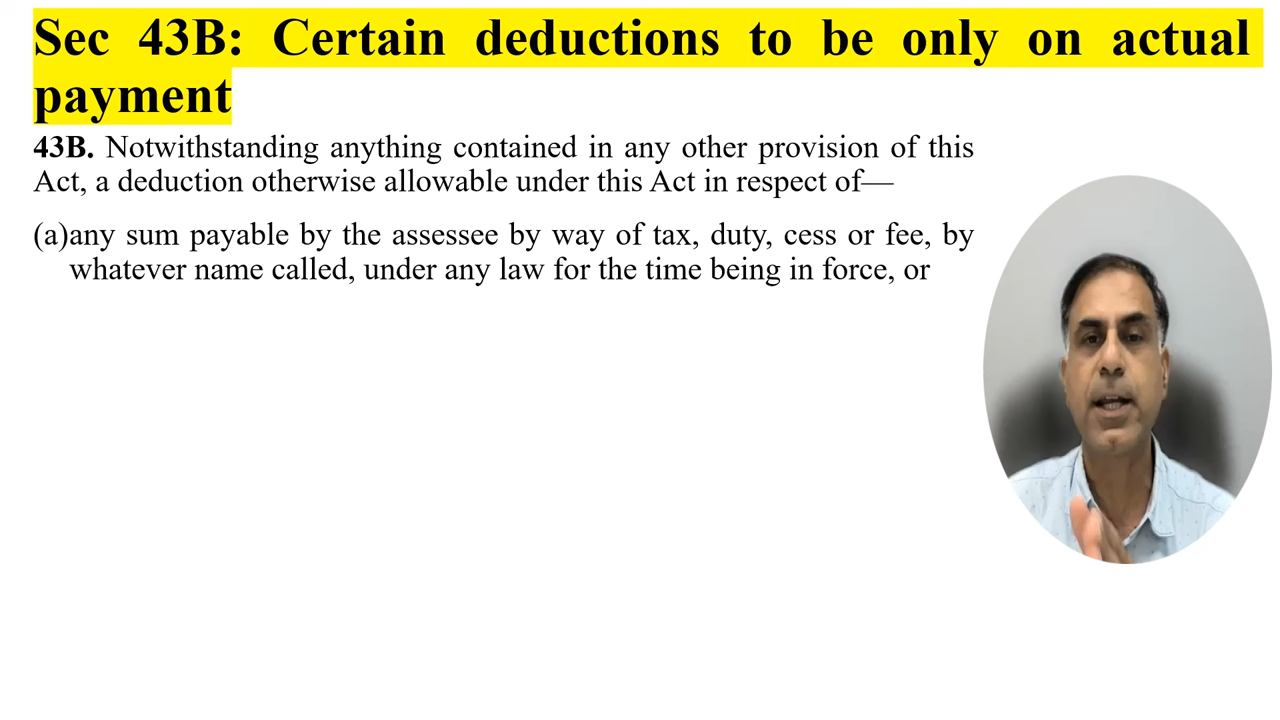 Sec 43B: Certain deductions to be only on actual
payment
43B. Notwithstanding anything contained in any other provision of this
Act, a deduction otherwise allowable under this Act in respect of—
(a)any sum payable by the assessee by way of tax, duty, cess or fee, by
whatever name called, under any law for the time being in force, or